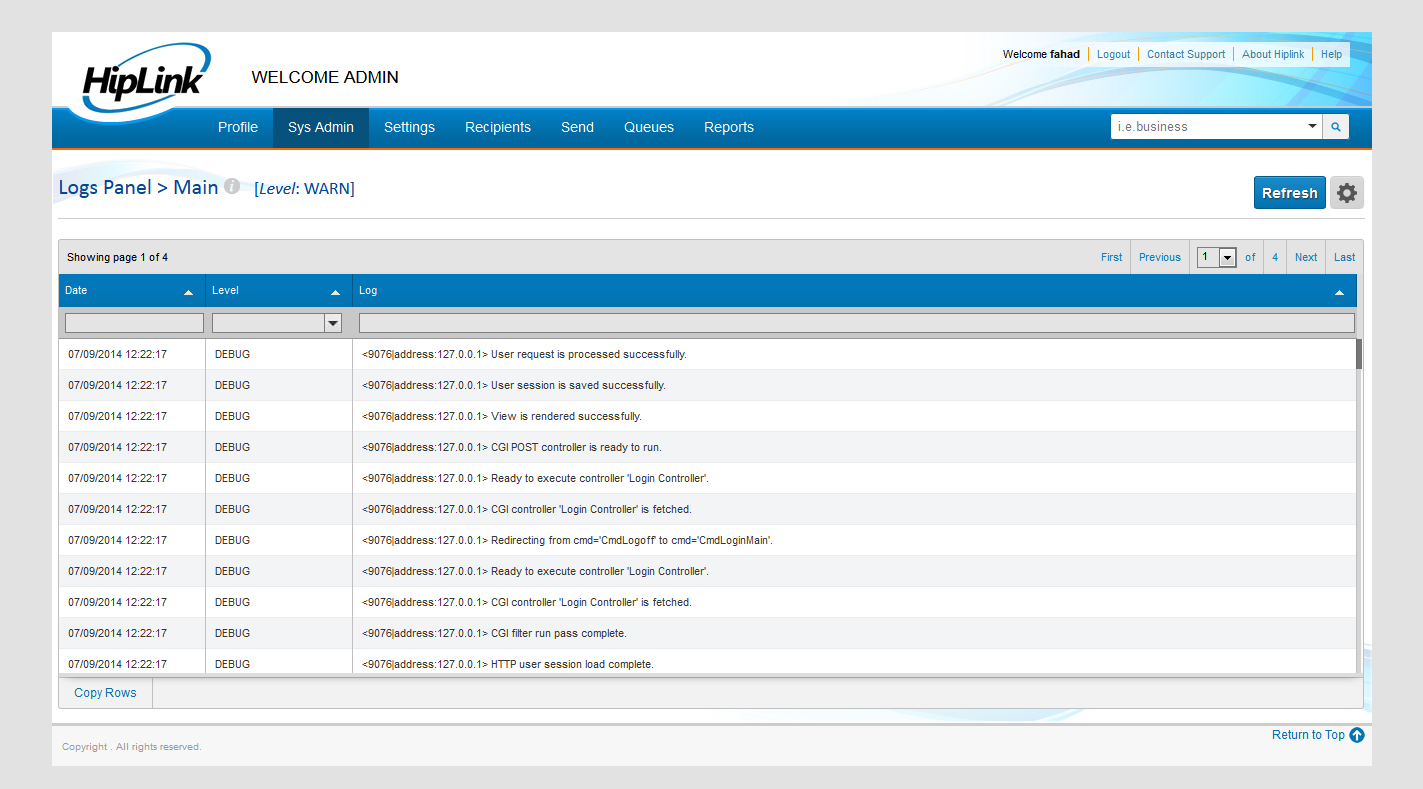 HipLink
WELCOME ADMIN
Welcome fahad Logout Contact Support About Hiplink Help
Profile Sys Admin Settings Recipients Send Queues Reports i.e.business
Logs Panel > Main i [Level: WARN] Refresh
Showing page 1 of 4 First Previous 1 of 4 Next Last
Date Level Log
07/09/2014 12:22:17 DEBUG <9076|address:127.0.0.1> User request is processed successfully.
07/09/2014 12:22:17 DEBUG <9076|address:127.0.0.1> User session is saved successfully.
07/09/2014 12:22:17 DEBUG <9076|address:127.0.0.1> View is rendered successfully.
07/09/2014 12:22:17 DEBUG <9076|address:127.0.0.1> CGI POST controller is ready to run.
07/09/2014 12:22:17 DEBUG <9076|address:127.0.0.1> Ready to execute controller 'Login Controller'.
07/09/2014 12:22:17 DEBUG <9076|address:127.0.0.1> CGI controller 'Login Controller' is fetched.
07/09/2014 12:22:17 DEBUG <9076|address:127.0.0.1> Redirecting from cmd='CmdLogoff' to cmd='CmdLoginMain'.
07/09/2014 12:22:17 DEBUG <9076|address:127.0.0.1> Ready to execute controller 'Login Controller'.
07/09/2014 12:22:17 DEBUG <9076|address:127.0.0.1> CGI controller 'Login Controller' is fetched.
07/09/2014 12:22:17 DEBUG <9076|address:127.0.0.1> CGI filter run pass complete.
07/09/2014 12:22:17 DEBUG <9076|address:127.0.0.1> HTTP user session load complete.
Copy Rows
Return to Top
Copyright . All rights reserved.